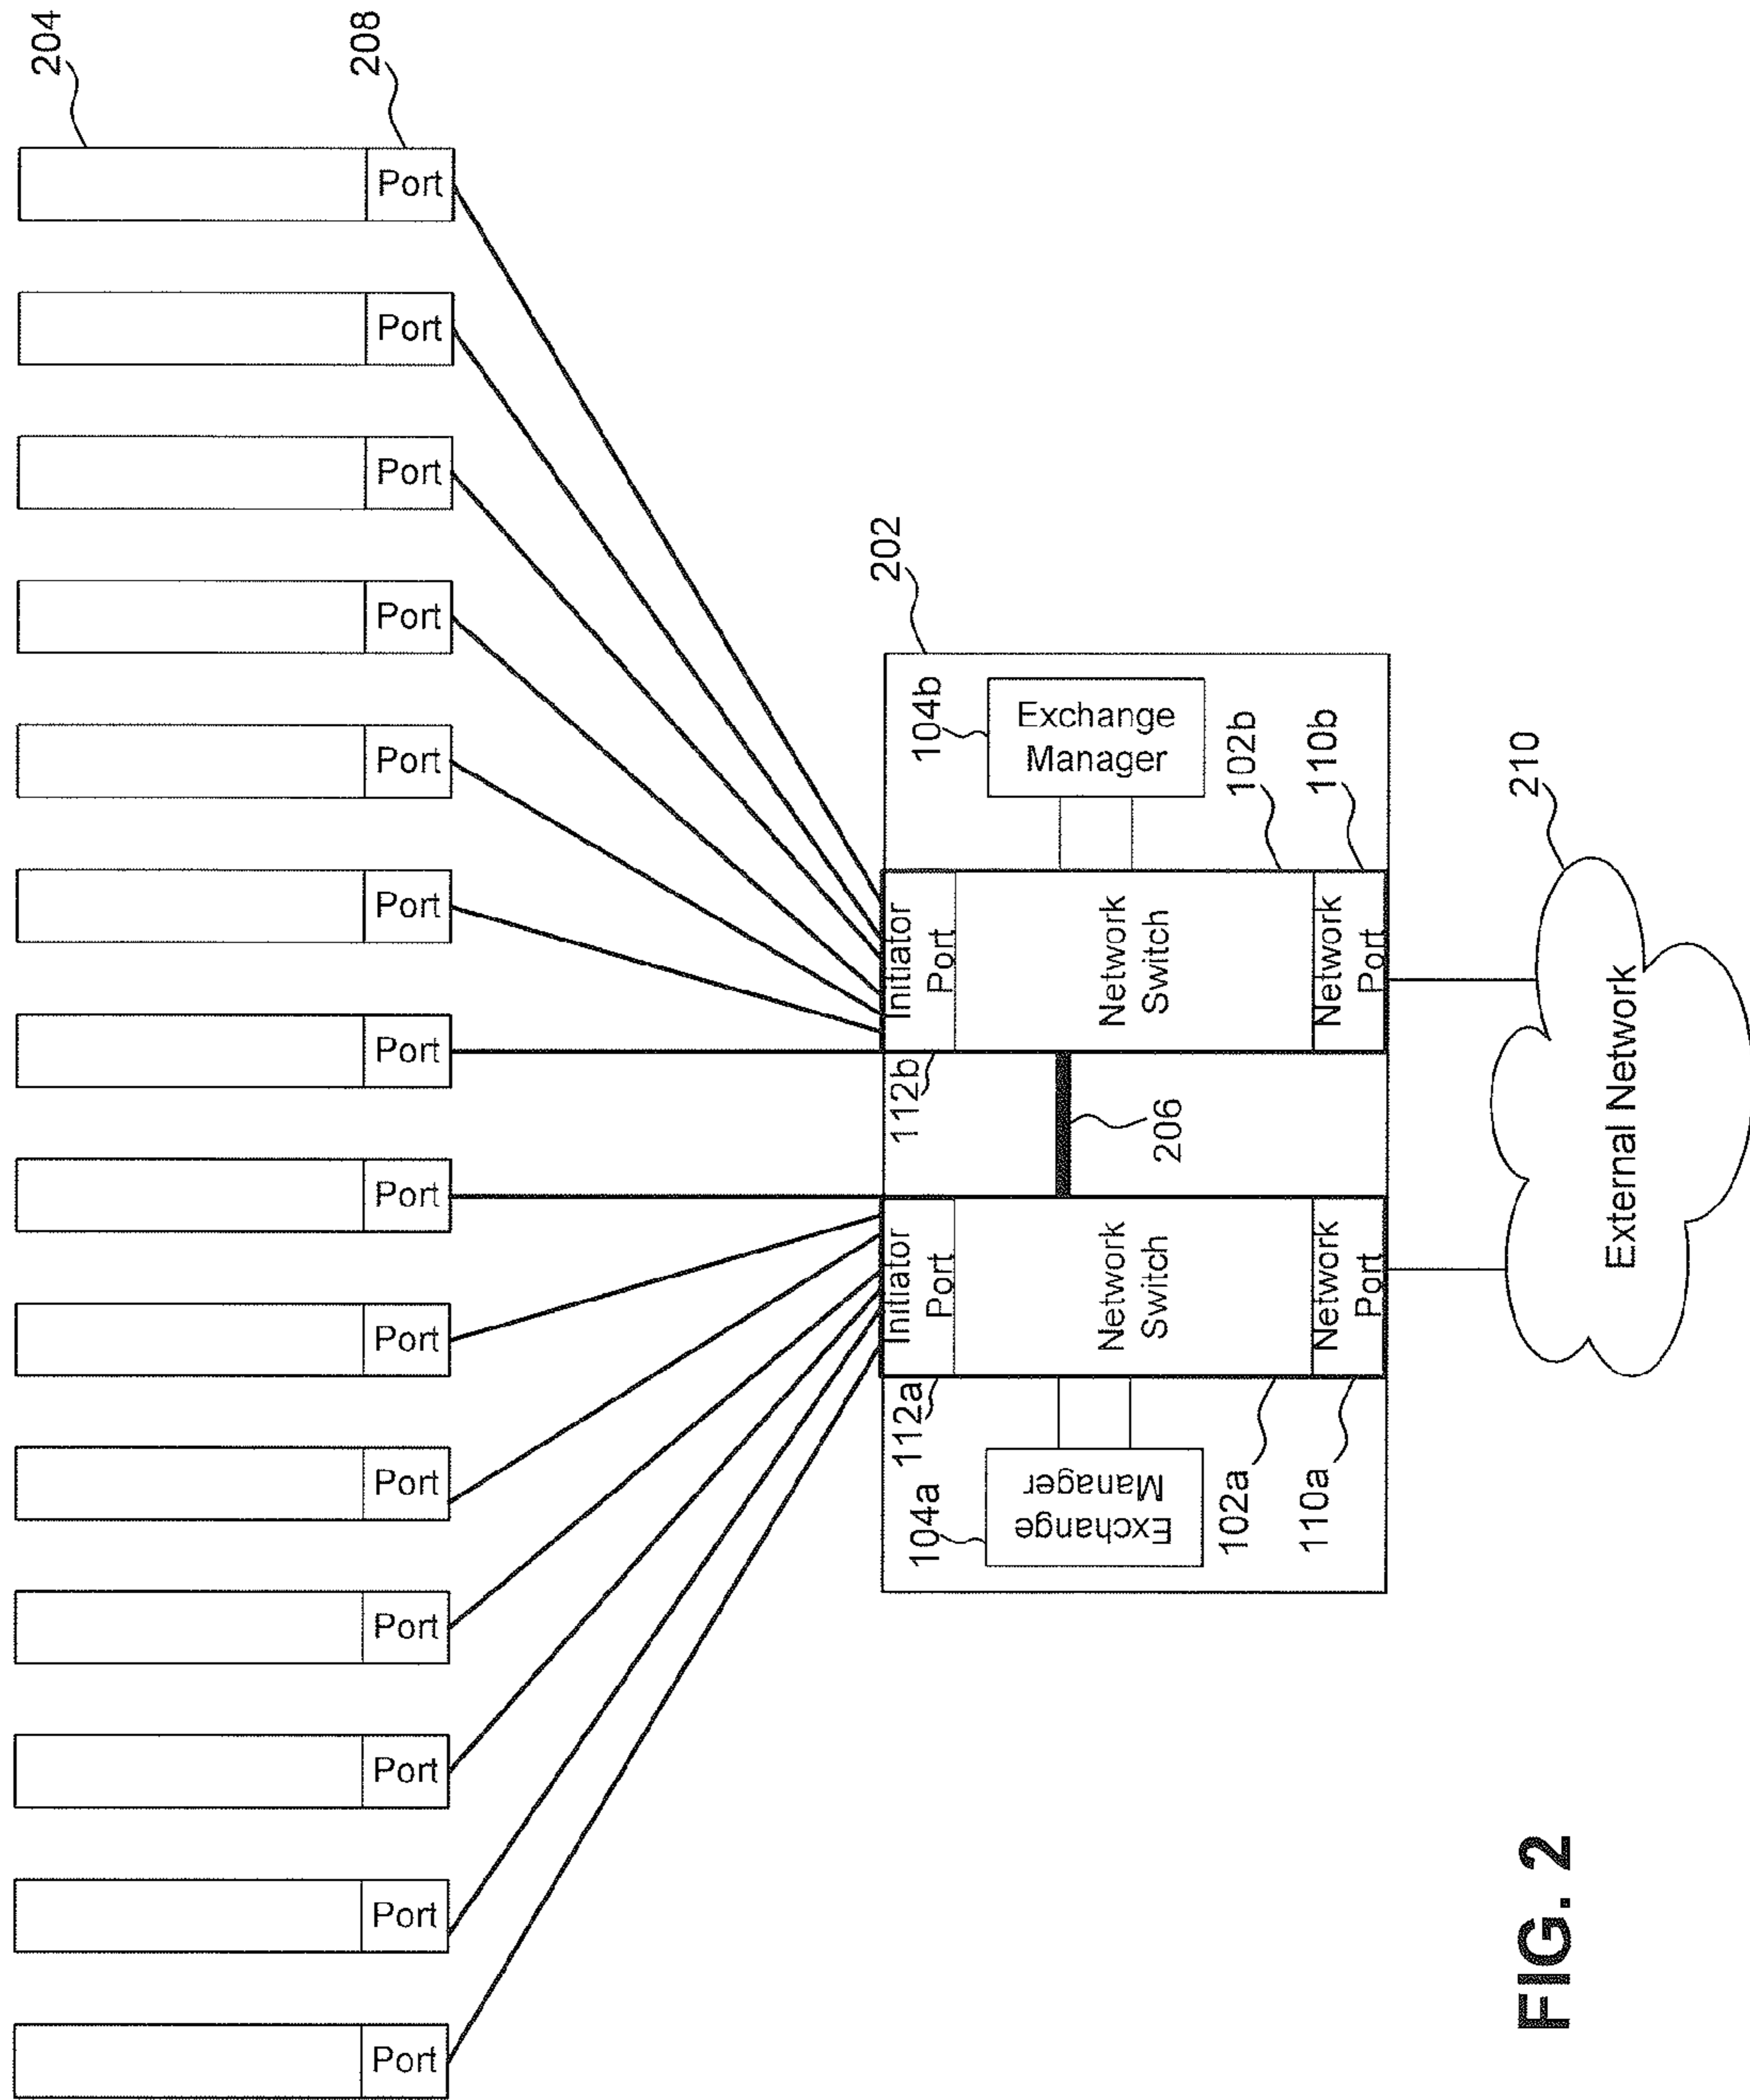 204
208
Port
Port
Port
Port
Port
Port
Port
Port
Port
Port
Port
Port
Port
Port
202
112a
Initiator
Port
112b
Initiator
Port
104a
Exchange
Manager
104b
Exchange
Manager
Network
Switch
Network
Switch
206
102a
102b
110a
Network
Port
110b
Network
Port
210
External Network
FIG. 2